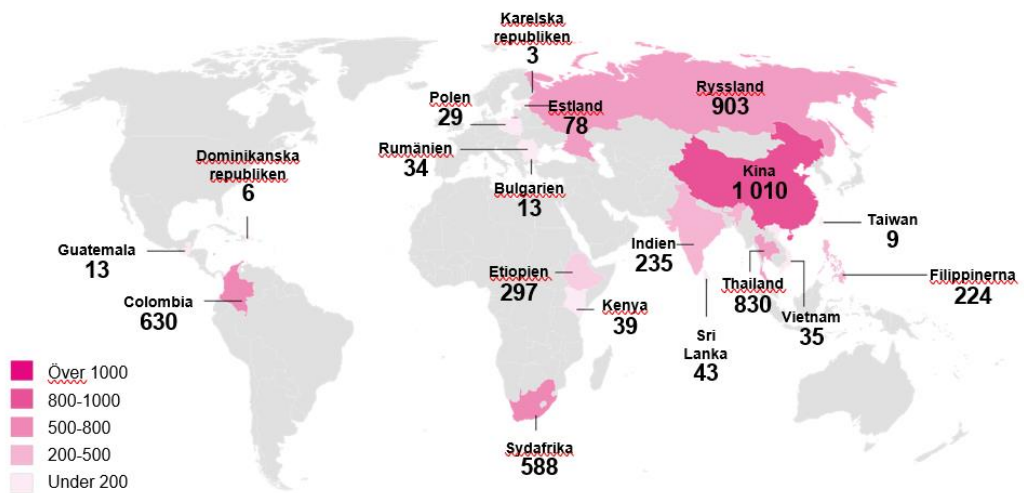 Karelska
republiken
3
Polen
29
Estland
78
Ryssland
903
Rumänien
34
Dominikanska
republiken
6
Bulgarien
13
Kina
1 010
Taiwan
9
Guatemala
13
Colombia
630
Etiopien
297
Kenya
39
Indien
235
Thailand
830
Vietnam
35
Filippinerna
224
Sri
Lanka
43
Sydafrika
588
Över 1000
800-1000
500-800
200-500
Under 200